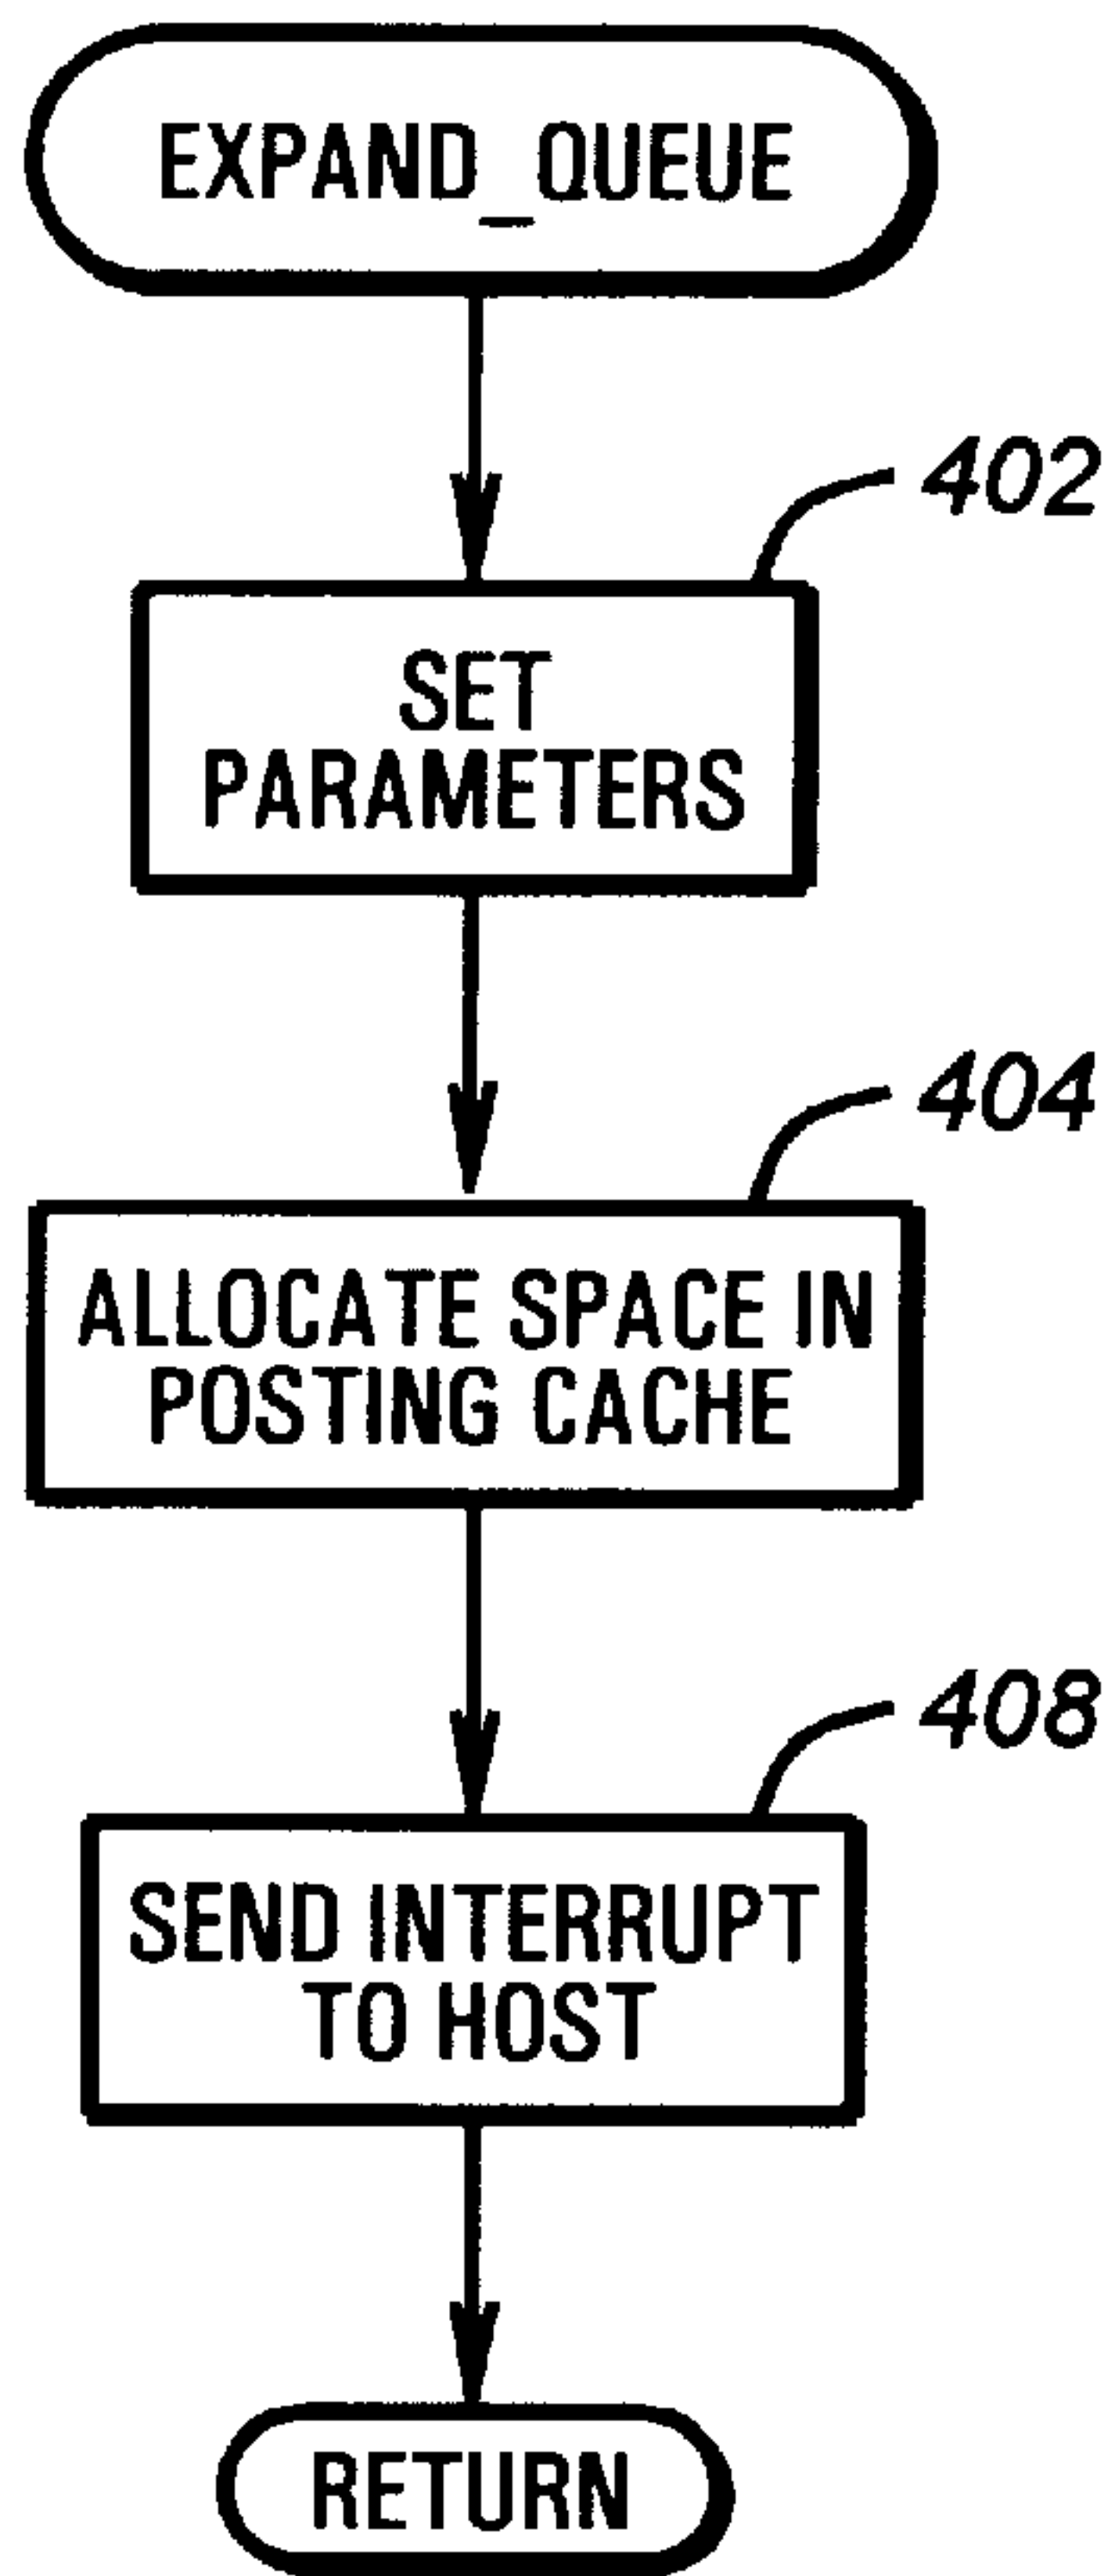 EXPAND_QUEUE
402
SET
PARAMETERS
404
ALLOCATE SPACE IN
POSTING CACHE
408
SEND INTERRUPT
TO HOST
RETURN